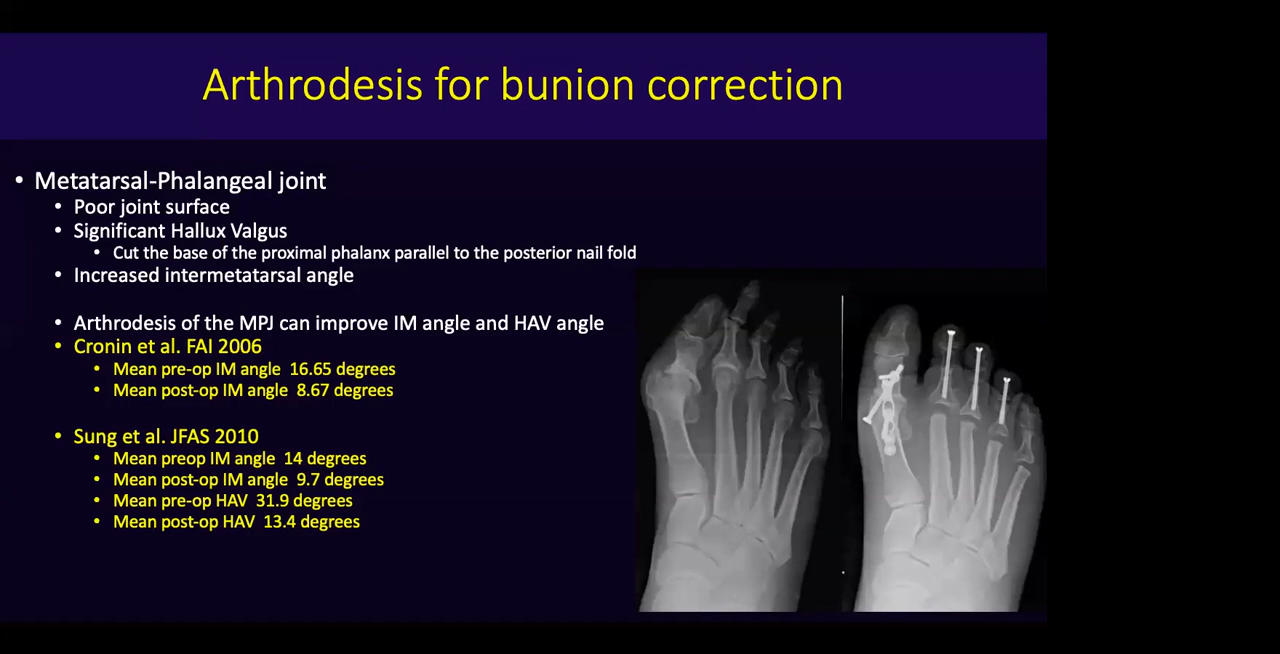 Arthrodesis for bunion correction
• Metatarsal-Phalangeal joint
• Poor joint surface
• Significant Hallux Valgus
• Cut the base of the proximal phalanx parallel to the posterior nail fold
• Increased intermetatarsal angle
• Arthrodesis of the MPJ can improve IM angle and HAV angle
• Cronin et al. FAI 2006
• Mean pre-op IM angle 16.65 degrees
• Mean post-op IM angle 8.67 degrees
• Sung et al. JFAS 2010
• Mean preop IM angle 14 degrees
• Mean post-op IM angle 9.7 degrees
• Mean pre-op HAV 31.9 degrees
• Mean post-op HAV 13.4 degrees